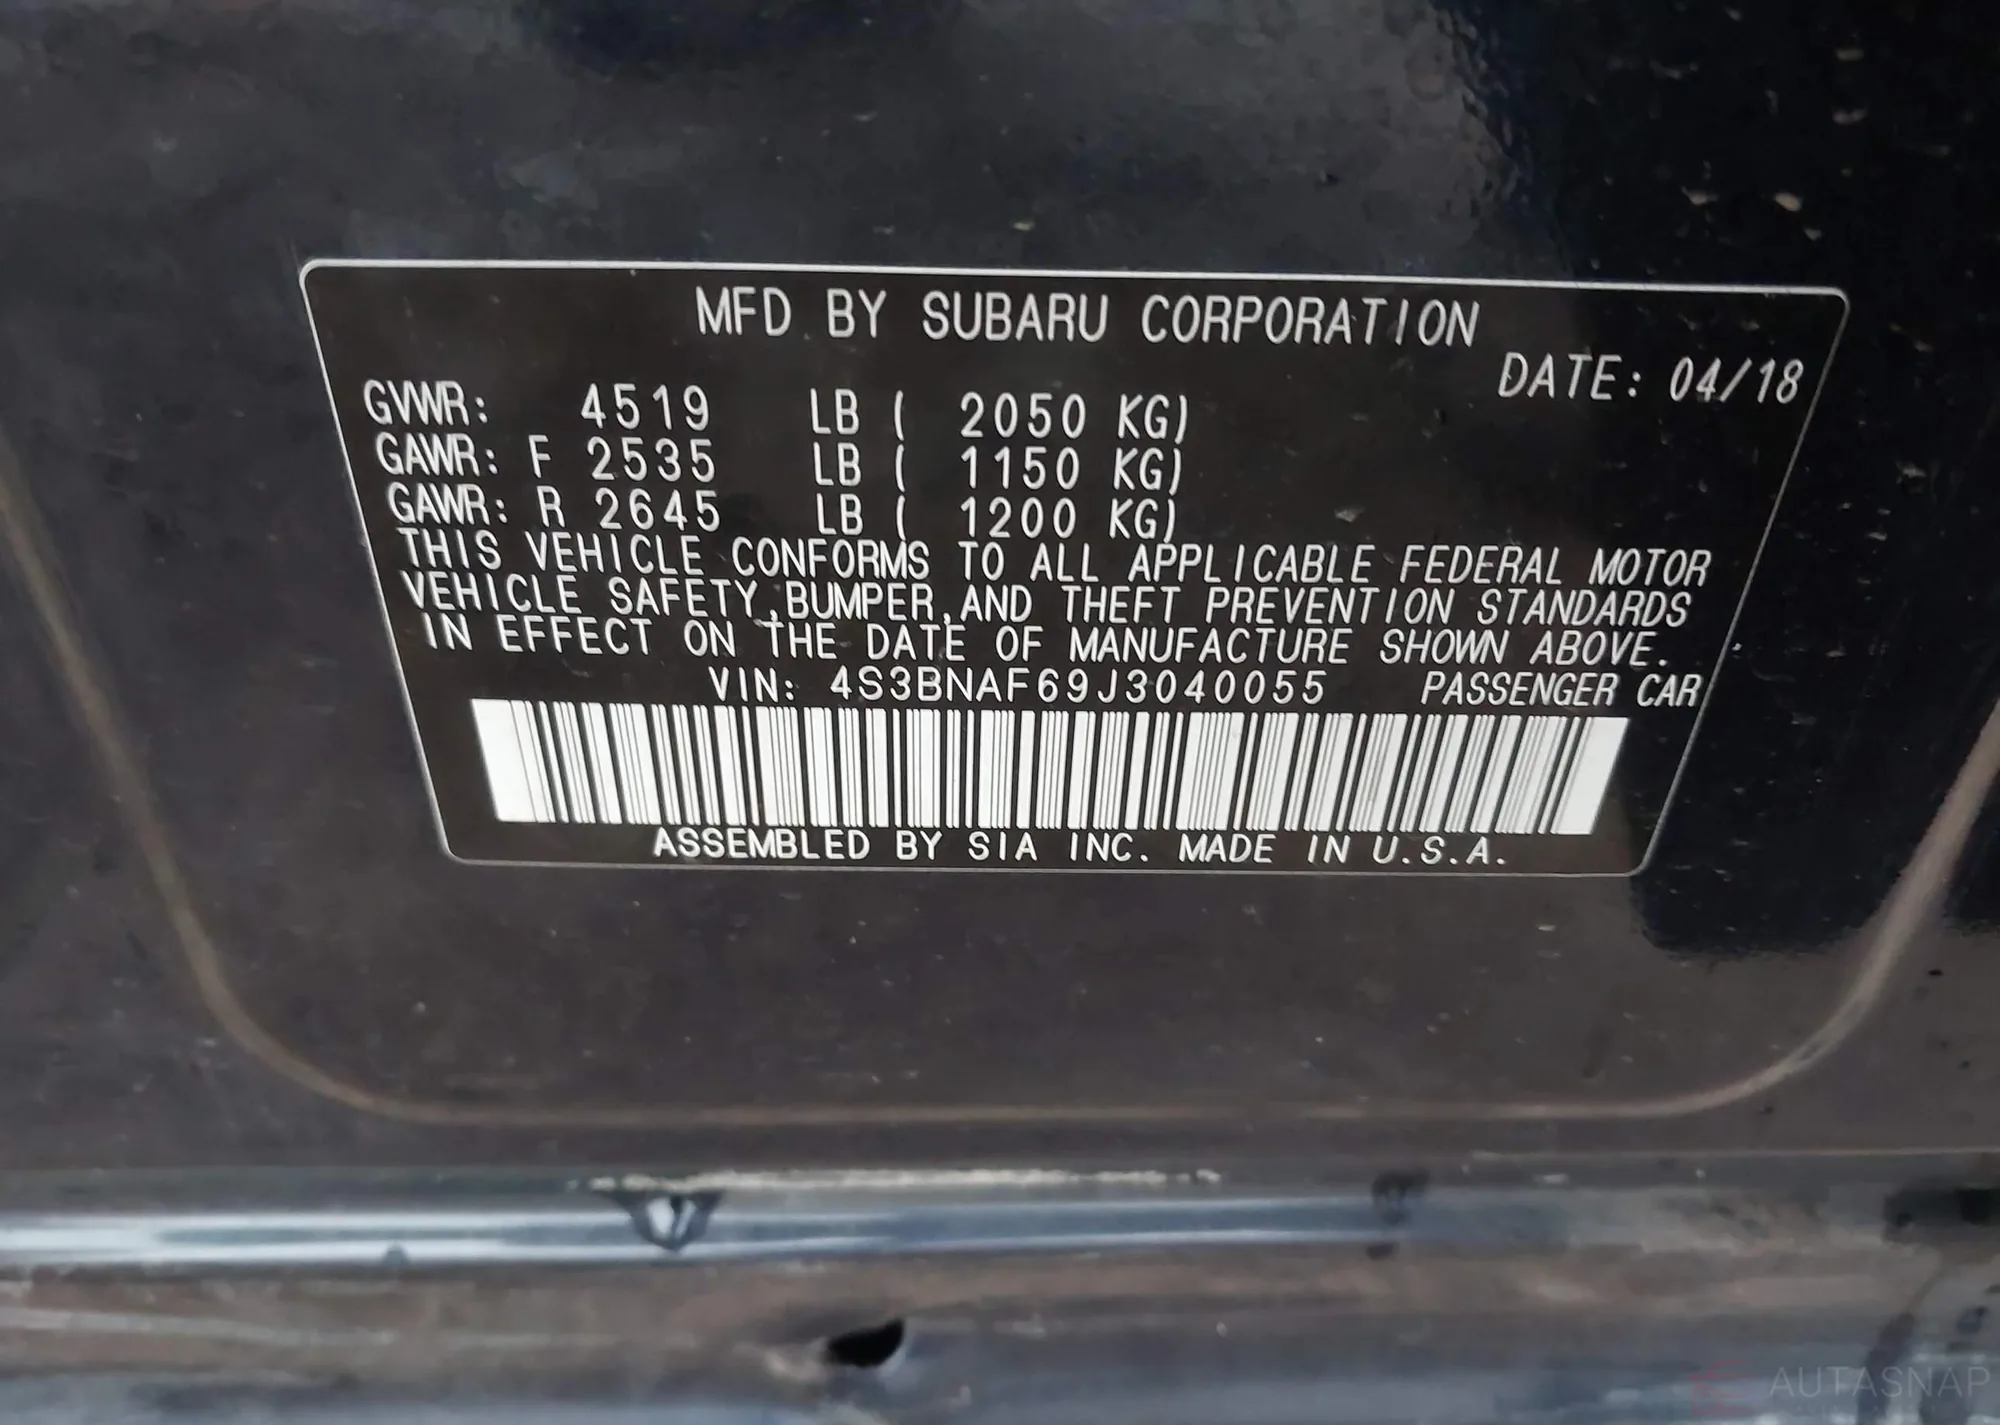 MFD BY SUBARU CORPORATION
DATE: 04/18
GVWR: 4519 LB ( 2050 KG)
GAWR: F 2535 LB ( 1150 KG)
GAWR: R 2645 LB ( 1200 KG)
THIS VEHICLE CONFORMS TO ALL APPLICABLE FEDERAL MOTOR
VEHICLE SAFETY,BUMPER,AND THEFT PREVENTION STANDARDS
IN EFFECT ON THE DATE OF MANUFACTURE SHOWN ABOVE.
VIN: 4S3BNAF69J3040055 PASSENGER CAR
ASSEMBLED BY SIA INC. MADE IN U.S.A.
AUTASNAP